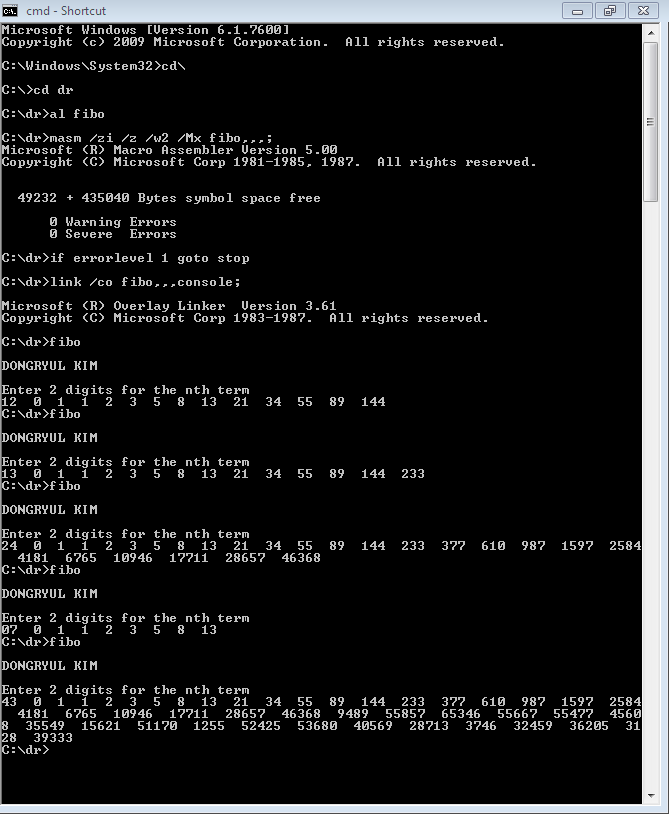 cmd - Shortcut
Microsoft Windows [Version 6.1.7600]
Copyright (c) 2009 Microsoft Corporation.  All rights reserved.
C:\Windows\System32>cd\
C:\>cd dr
C:\dr>al fibo
C:\dr>masm /zi /z /w2 /Mx fibo,,,;
Microsoft (R) Macro Assembler Version 5.00
Copyright (C) Microsoft Corp 1981-1985, 1987.  All rights reserved.
49232 + 435040 Bytes symbol space free
0 Warning Errors
0 Severe  Errors
C:\dr>if errorlevel 1 goto stop
C:\dr>link /co fibo,,,console;
Microsoft (R) Overlay Linker  Version 3.61
Copyright (C) Microsoft Corp 1983-1987.  All rights reserved.
C:\dr>fibo
DONGRYUL KIM
Enter 2 digits for the nth term
12  0  1  1  2  3  5  8  13  21  34  55  89  144
C:\dr>fibo
DONGRYUL KIM
Enter 2 digits for the nth term
13  0  1  1  2  3  5  8  13  21  34  55  89  144  233
C:\dr>fibo
DONGRYUL KIM
Enter 2 digits for the nth term
24  0  1  1  2  3  5  8  13  21  34  55  89  144  233  377  610  987  1597  2584
4181  6765  10946  17711  28657  46368
C:\dr>fibo
DONGRYUL KIM
Enter 2 digits for the nth term
07  0  1  1  2  3  5  8  13
C:\dr>fibo
DONGRYUL KIM
Enter 2 digits for the nth term
43  0  1  1  2  3  5  8  13  21  34  55  89  144  233  377  610  987  1597  2584
4181  6765  10946  17711  28657  46368  9489  55857  65346  55667  55477  4560
8  35549  15621  51170  1255  52425  53680  40569  28713  3746  32459  36205  31
28  39333
C:\dr>